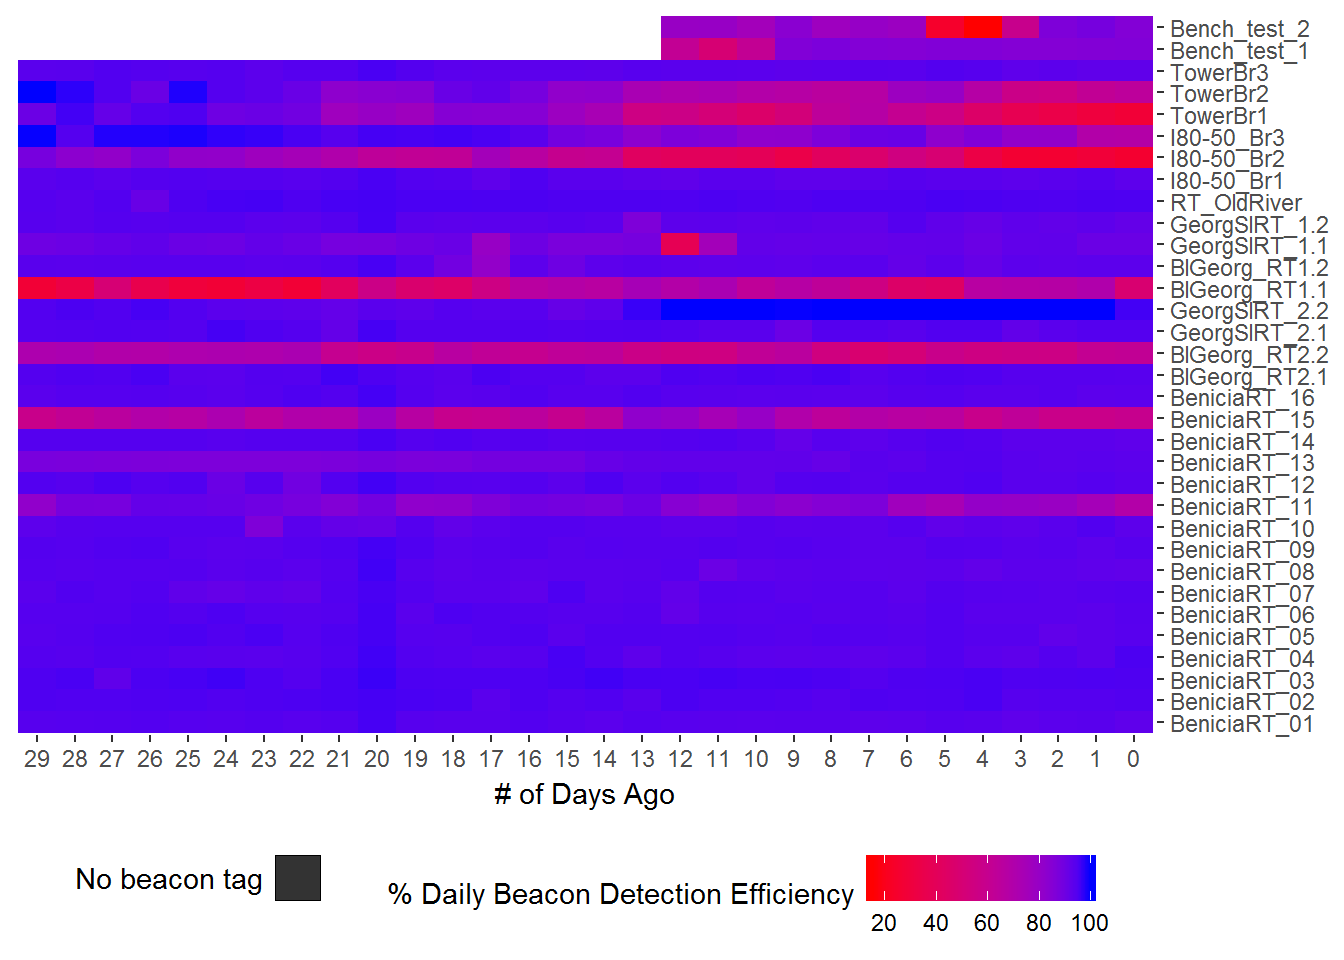 Bench_test_2
Bench_test_1
TowerBr3
TowerBr2
TowerBr1
I80-50_Br3
I80-50_Br2
I80-50_Br1
RT_OldRiver
GeorgSlRT_1.2
GeorgSlRT_1.1
BlGeorg_RT1.2
BlGeorg_RT1.1
GeorgSlRT_2.2
GeorgSlRT_2.1
BlGeorg_RT2.2
BlGeorg_RT2.1
BeniciaRT_16
BeniciaRT_15
BeniciaRT_14
BeniciaRT_13
BeniciaRT_12
BeniciaRT_11
BeniciaRT_10
BeniciaRT_09
BeniciaRT_08
BeniciaRT_07
BeniciaRT_06
BeniciaRT_05
BeniciaRT_04
BeniciaRT_03
BeniciaRT_02
BeniciaRT_01
29 28 27 26 25 24 23 22 21 20 19 18 17 16 15 14 13 12 11 10 9 8 7 6 5 4 3 2 1 0
# of Days Ago
No beacon tag
% Daily Beacon Detection Efficiency
20 40 60 80 100